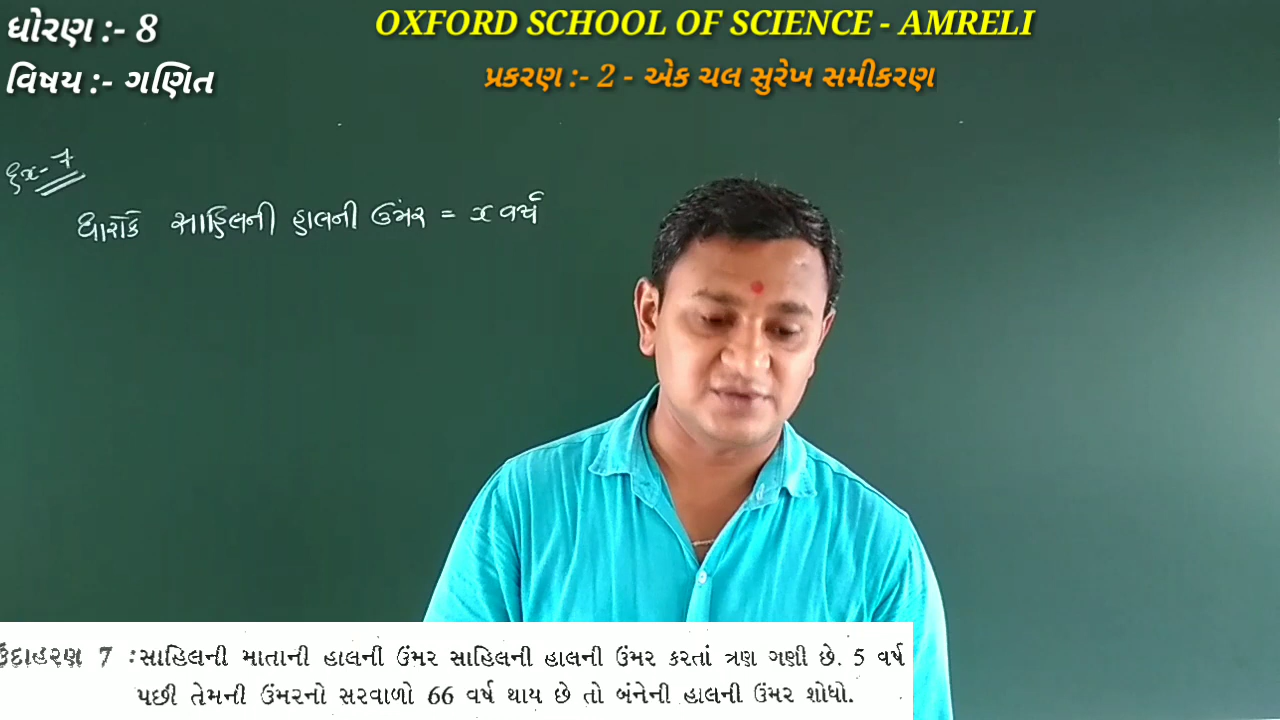 ધોરણ :- 8
OXFORD SCHOOL OF SCIENCE - AMRELI
વિષય :- ગણિત
પ્રકરણ :- 2 - એક ચલ સુરેખ સમીકરણ
Ex-7
ધારોકે સાહિલની હાલની ઉંમર = x વર્ષ
ઉદાહરણ 7 : સાહિલની માતાની હાલની ઉંમર સાહિલની હાલની ઉંમર કરતાં ત્રણ ગણી છે. 5 વર્ષ
પછી તેમની ઉંમરનો સરવાળો 66 વર્ષ થાય છે તો બંનેની હાલની ઉંમર શોધો.